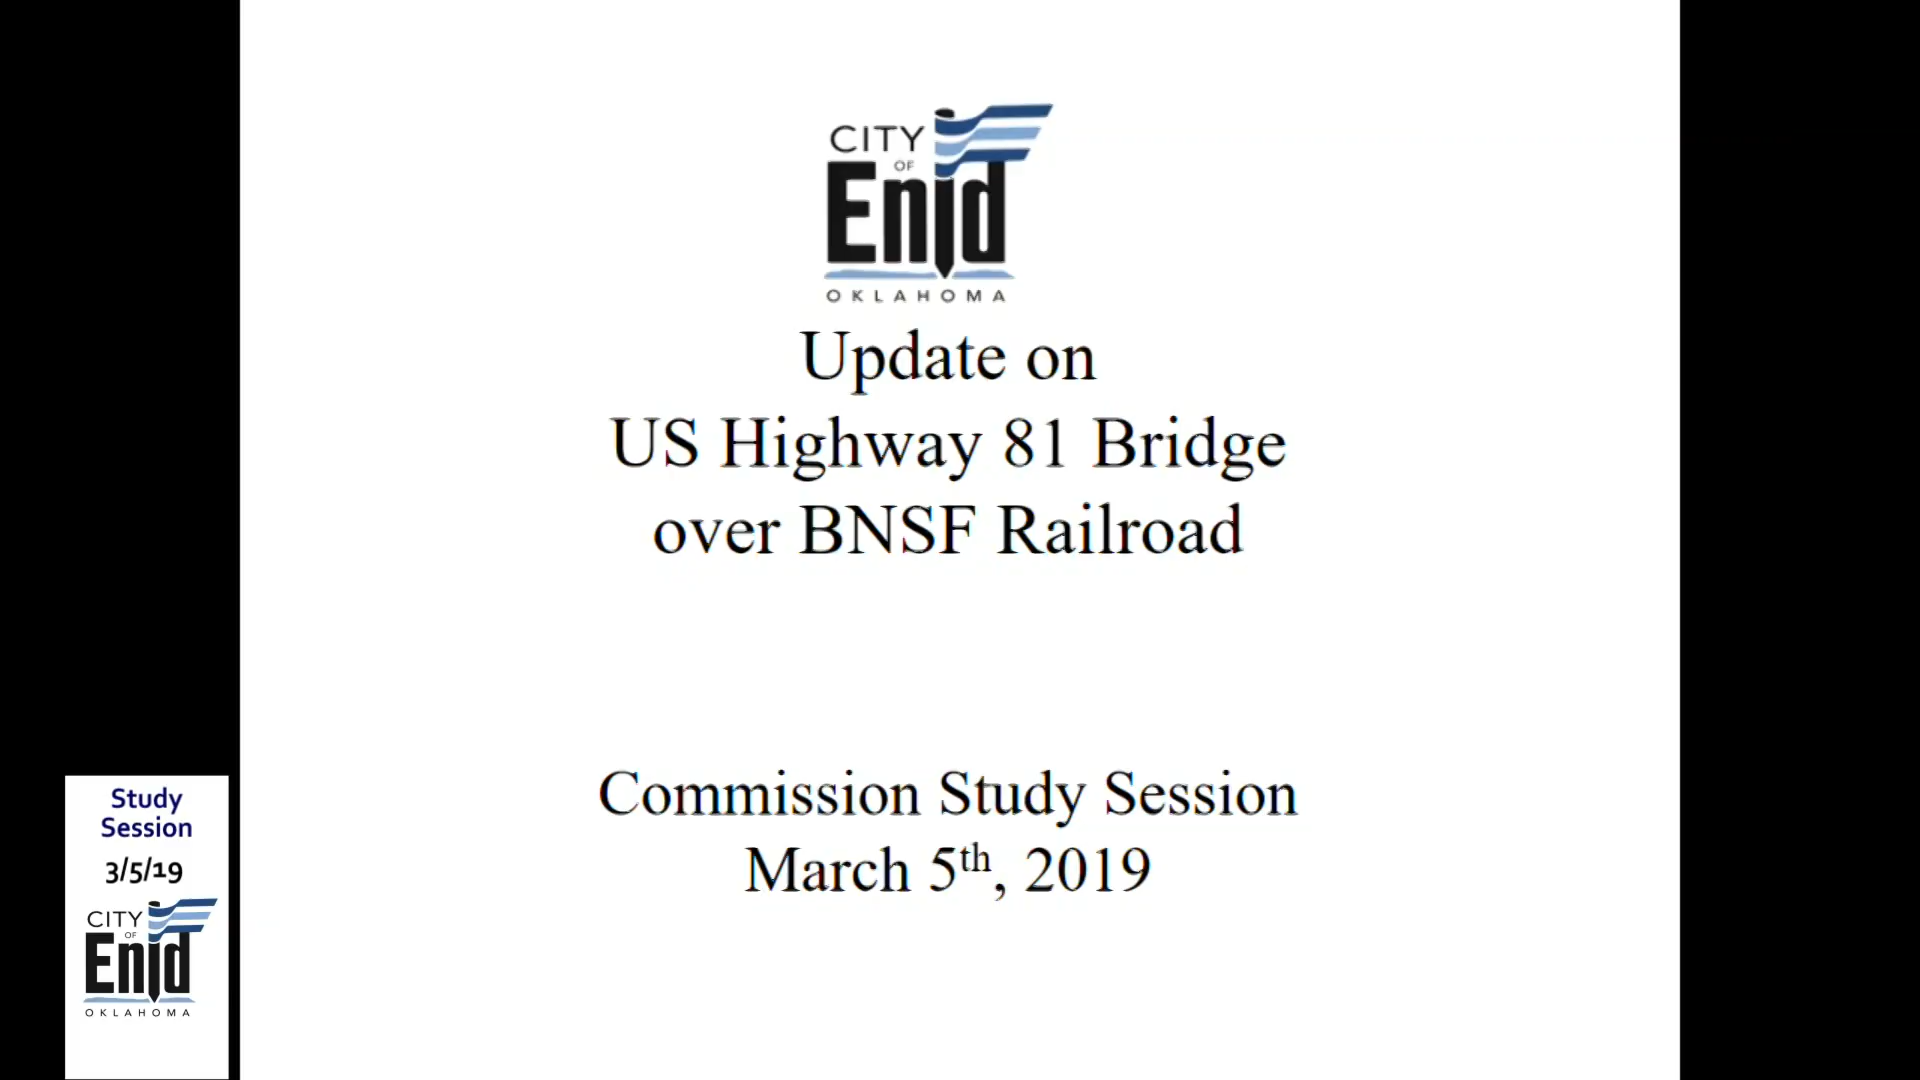 CITY
OF
Enid
OKLAHOMA
Update on
US Highway 81 Bridge
over BNSF Railroad
Commission Study Session
March 5th, 2019
Study
Session
3/5/19
CITY
OF
Enid
OKLAHOMA